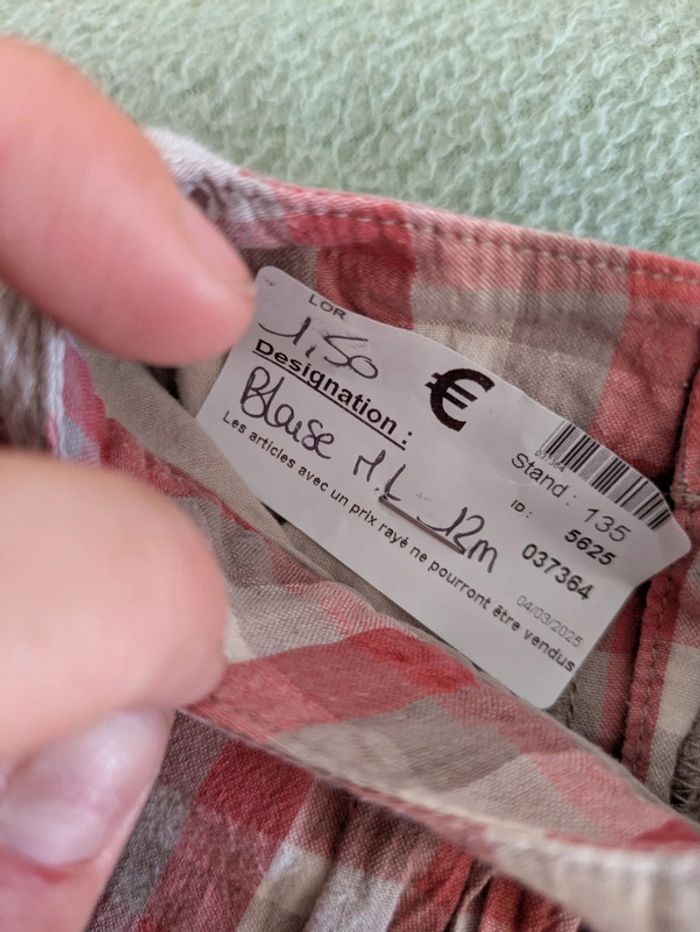 LOR
1,50 €
Designation :
Blouse M.L 12m
Les articles avec un prix rayé ne pourront être vendus
037364
Stand : 135
ID : 5625
037364
04/03/2025